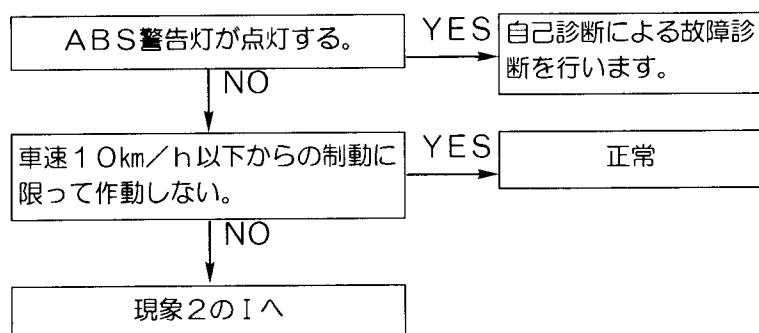 ABS警告灯が点灯する。
YES
自己診断による故障診
断を行います。
NO
車速10km/h以下からの制動に
限って作動しない。
YES
正常
NO
現象2のIへ